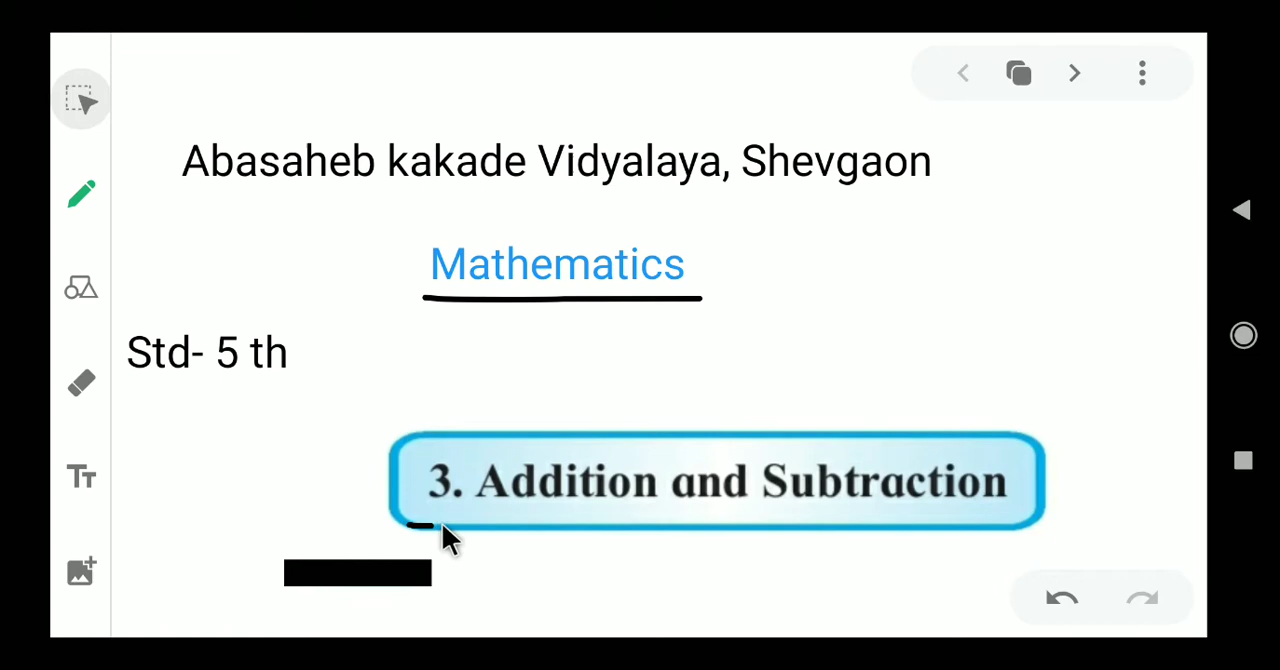 Abasaheb kakade Vidyalaya, Shevgaon
Mathematics
Std- 5 th
3. Addition and Subtraction